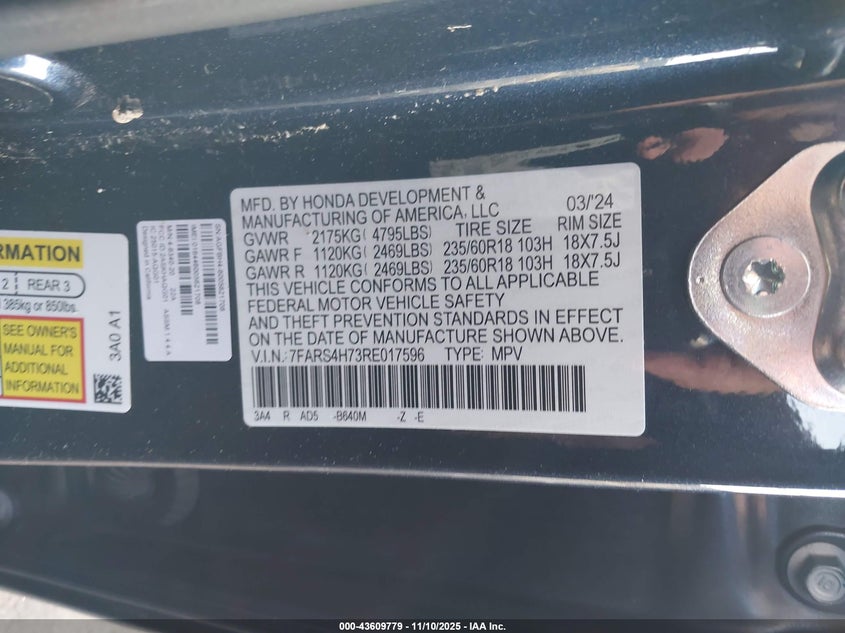 MFD. BY HONDA DEVELOPMENT &
MANUFACTURING OF AMERICA, LLC 03/'24
GVWR 2175KG( 4795LBS) TIRE SIZE RIM SIZE
GAWR F 1120KG( 2469LBS) 235/60R18 103H 18X7.5J
GAWR R 1120KG( 2469LBS) 235/60R18 103H 18X7.5J
THIS VEHICLE CONFORMS TO ALL APPLICABLE
FEDERAL MOTOR VEHICLE SAFETY
AND THEFT PREVENTION STANDARDS IN EFFECT
ON THE DATE OF MANUFACTURE SHOWN ABOVE.
V.I.N.: 7FARS4H73RE017596 TYPE: MPV
3A4 R AD5 -B640M -Z -E
RMATION
2 REAR 3
385kg or 850lbs.
SEE OWNER'S
MANUAL FOR
ADDITIONAL
INFORMATION
3A0 A1
Designed in California
000-43609779 — 11/10/2025 — IAA Inc.